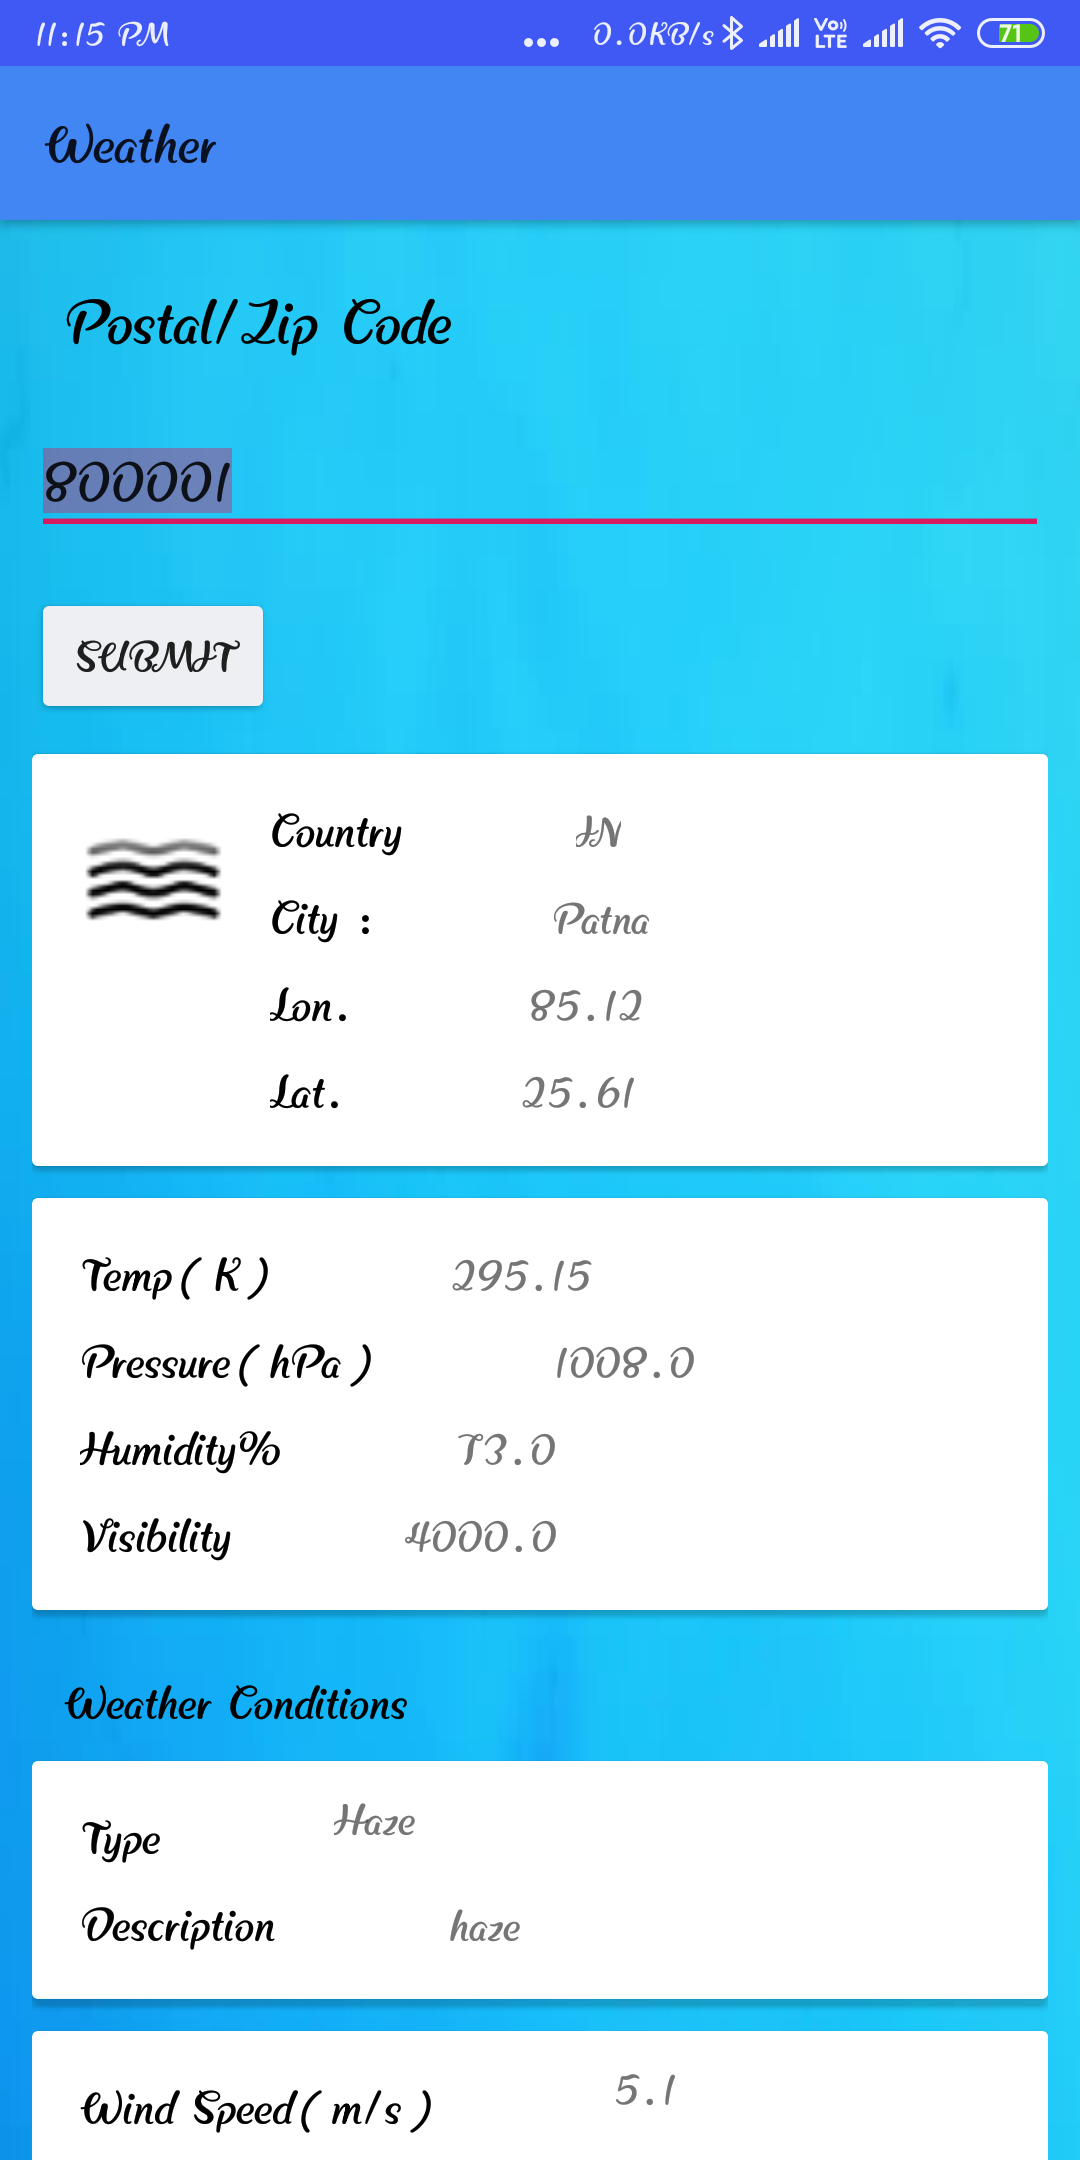 11:15 PM ... 0.0KB/s Vo)) LTE 71
Weather
Postal/Zip Code
800001
SUBMIT
Country IN
City : Patna
Lon. 85.12
Lat. 25.61
Temp( K ) 295.15
Pressure( hPa ) 1008.0
Humidity% 73.0
Visibility 4000.0
Weather Conditions
Type Haze
Description haze
Wind Speed( m/s ) 5.1